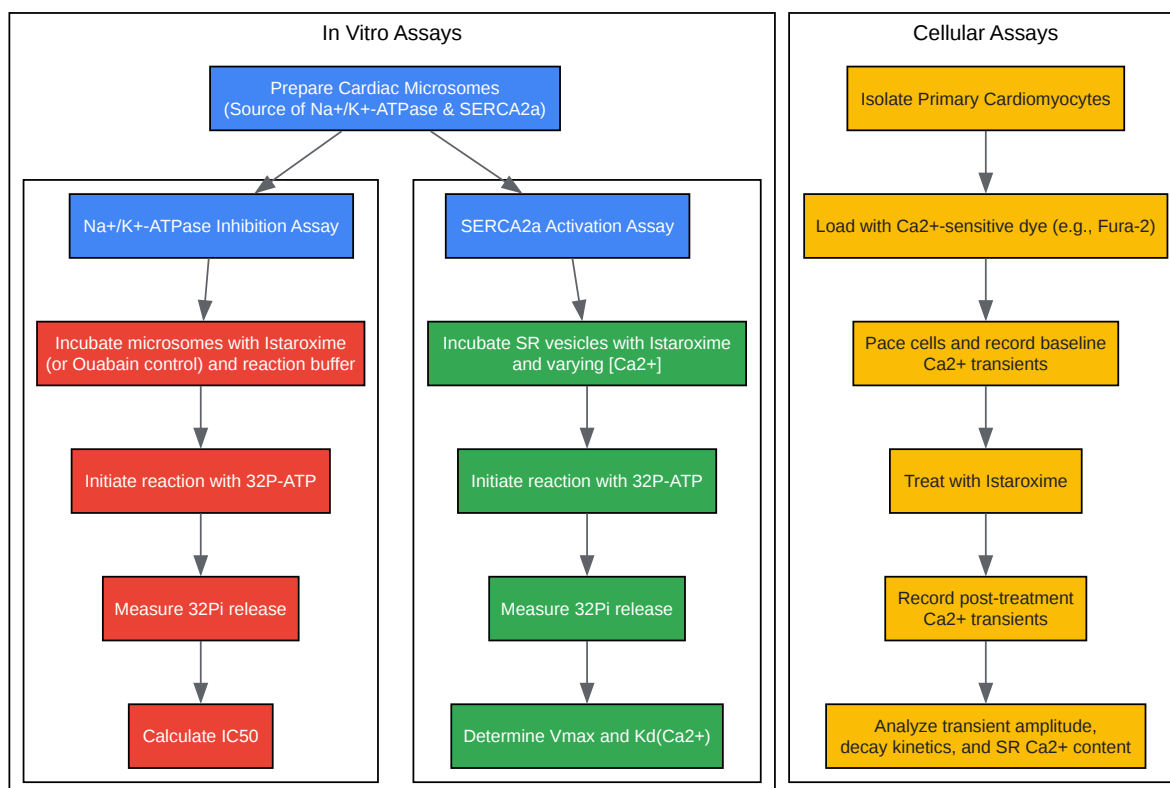 In Vitro Assays
Prepare Cardiac Microsomes
(Source of Na+/K+-ATPase & SERCA2a)
Na+/K+-ATPase Inhibition Assay
Incubate microsomes with Istaroxime
(or Ouabain control) and reaction buffer
Initiate reaction with 32P-ATP
Measure 32Pi release
Calculate IC50
SERCA2a Activation Assay
Incubate SR vesicles with Istaroxime
and varying [Ca2+]
Initiate reaction with 32P-ATP
Measure 32Pi release
Determine Vmax and Kd(Ca2+)
Cellular Assays
Isolate Primary Cardiomyocytes
Load with Ca2+-sensitive dye (e.g., Fura-2)
Pace cells and record baseline
Ca2+ transients
Treat with Istaroxime
Record post-treatment
Ca2+ transients
Analyze transient amplitude,
decay kinetics, and SR Ca2+ content